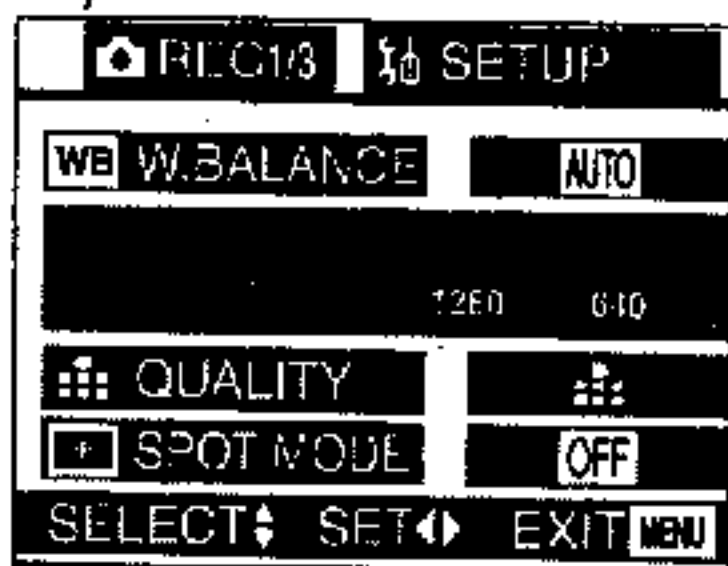 REC1/3 SETUP
WB W.BALANCE AUTO
1280 640
QUALITY
SPOT MODE OFF
SELECT SET EXIT MENU